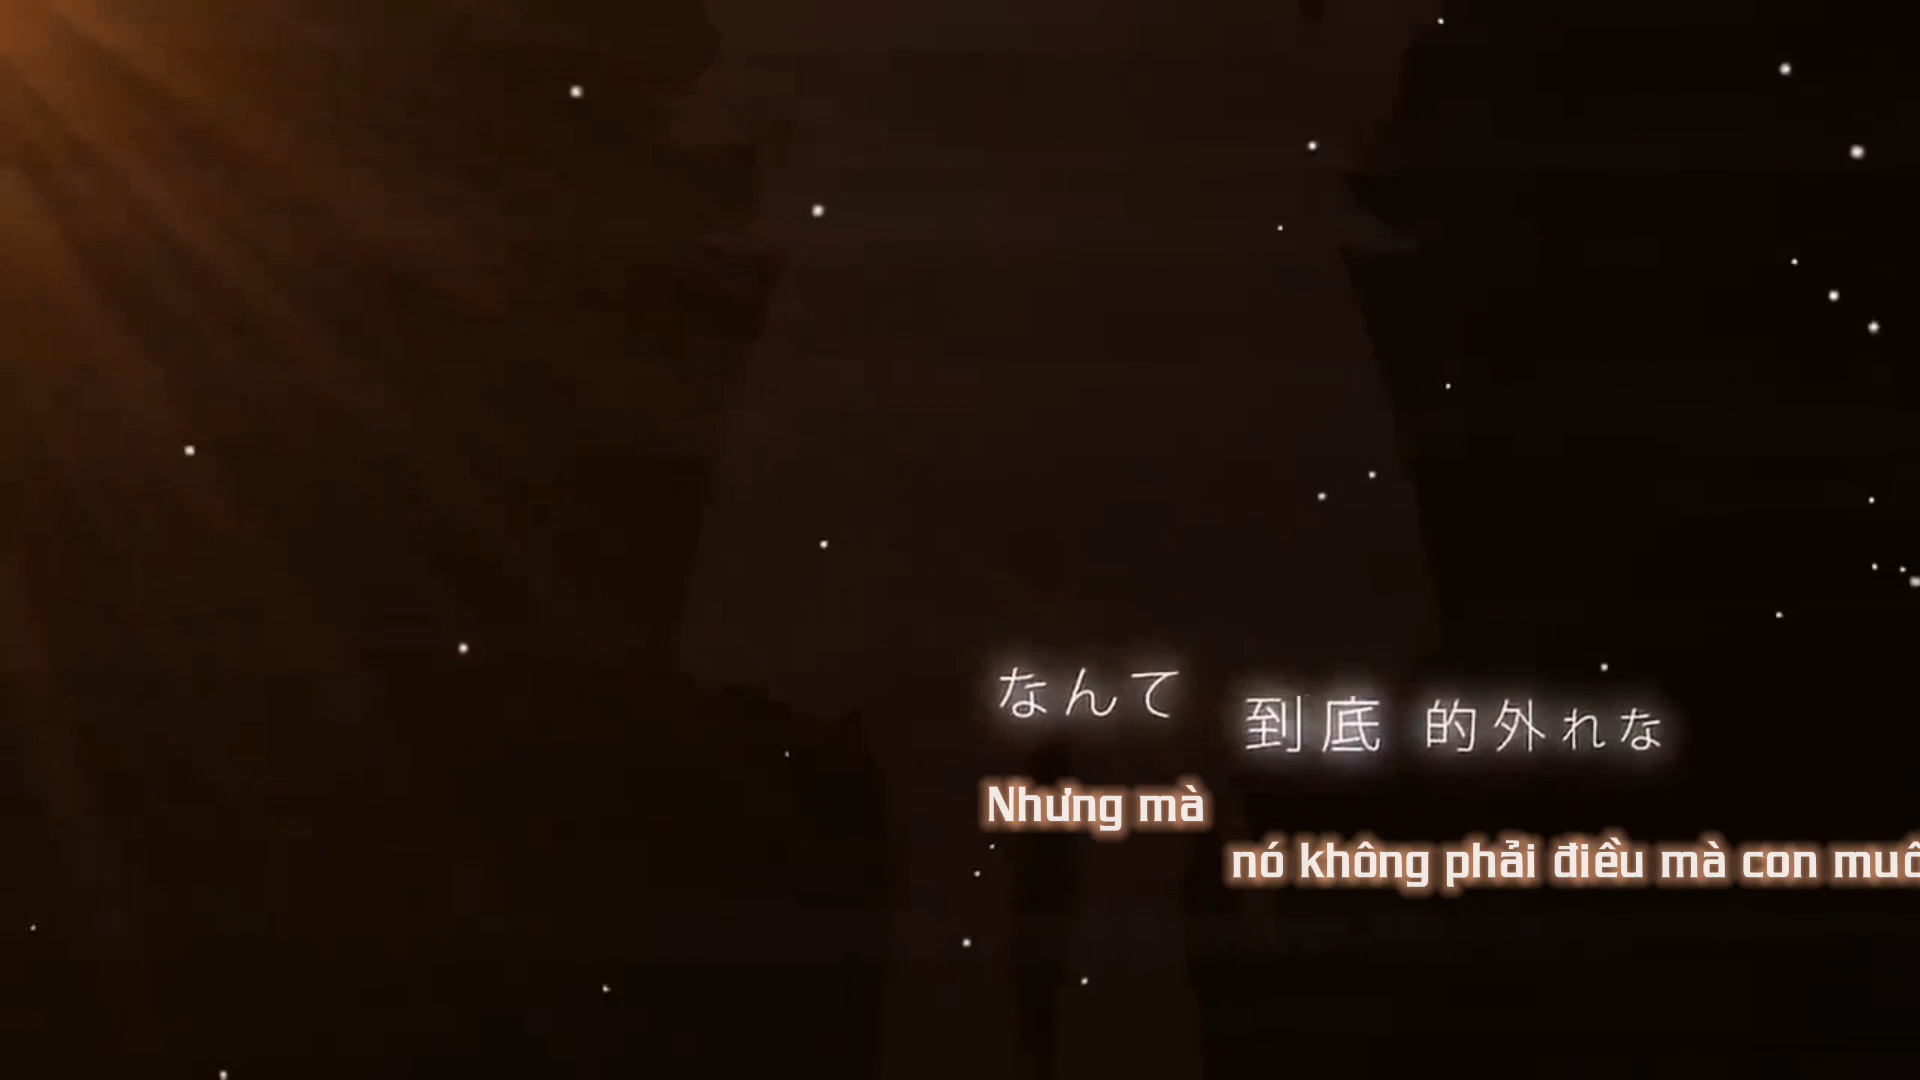 なんて 到底 的外れな
Nhưng mà
nó không phải điều mà con